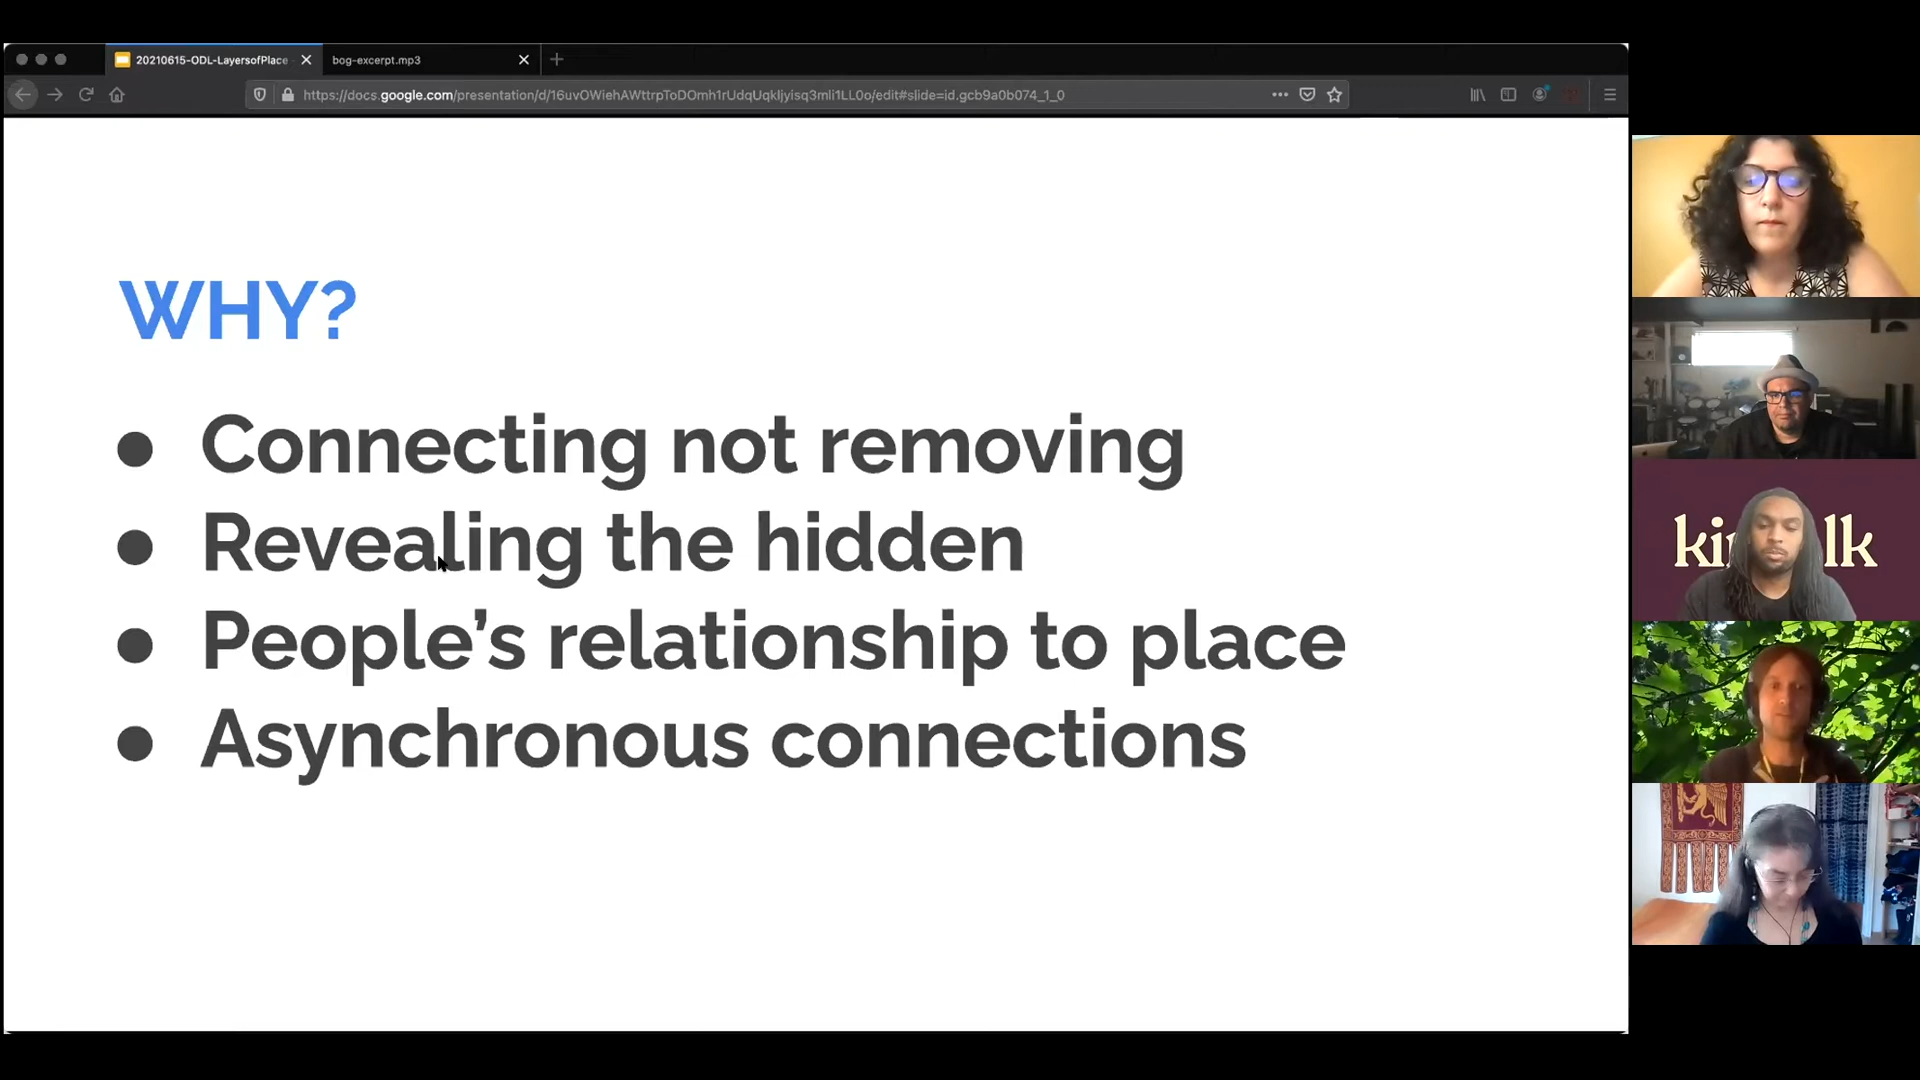 20210615-ODL-LayersofPlace
bog-excerpt.mp3
https://docs.google.com/presentation/d/16uvOWiehAWttrpToDOmh1rUdqUqkljyisq3mli1LL0o/edit#slide=id.gcb9a0b074_1_0
WHY?
● Connecting not removing
● Revealing the hidden
● People’s relationship to place
● Asynchronous connections